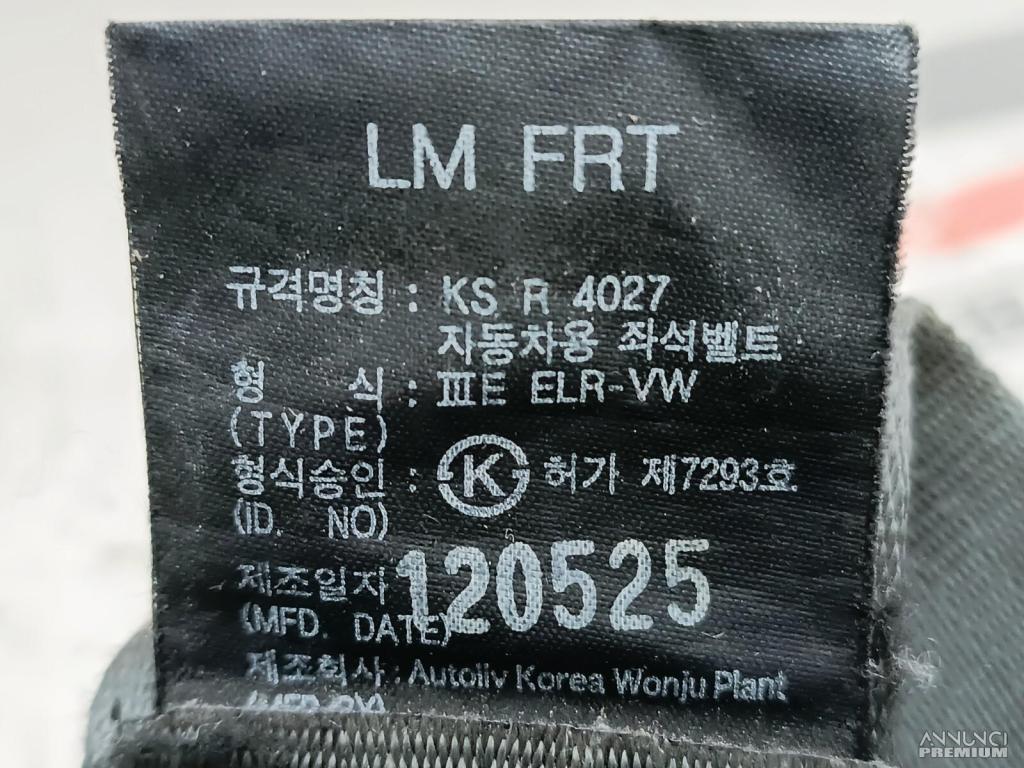 LM FRT
규격명칭 : KS R 4027
자동차용 좌석벨트
형 식 : ⅢE ELR-VW
(TYPE)
형식승인 : K 허가 제7293호
(ID. NO)
제조일자 120525
(MFD. DATE)
제조회사 : Autoliv Korea Wonju Plant
(MFD BY)
ANNUNCI
PREMIUM